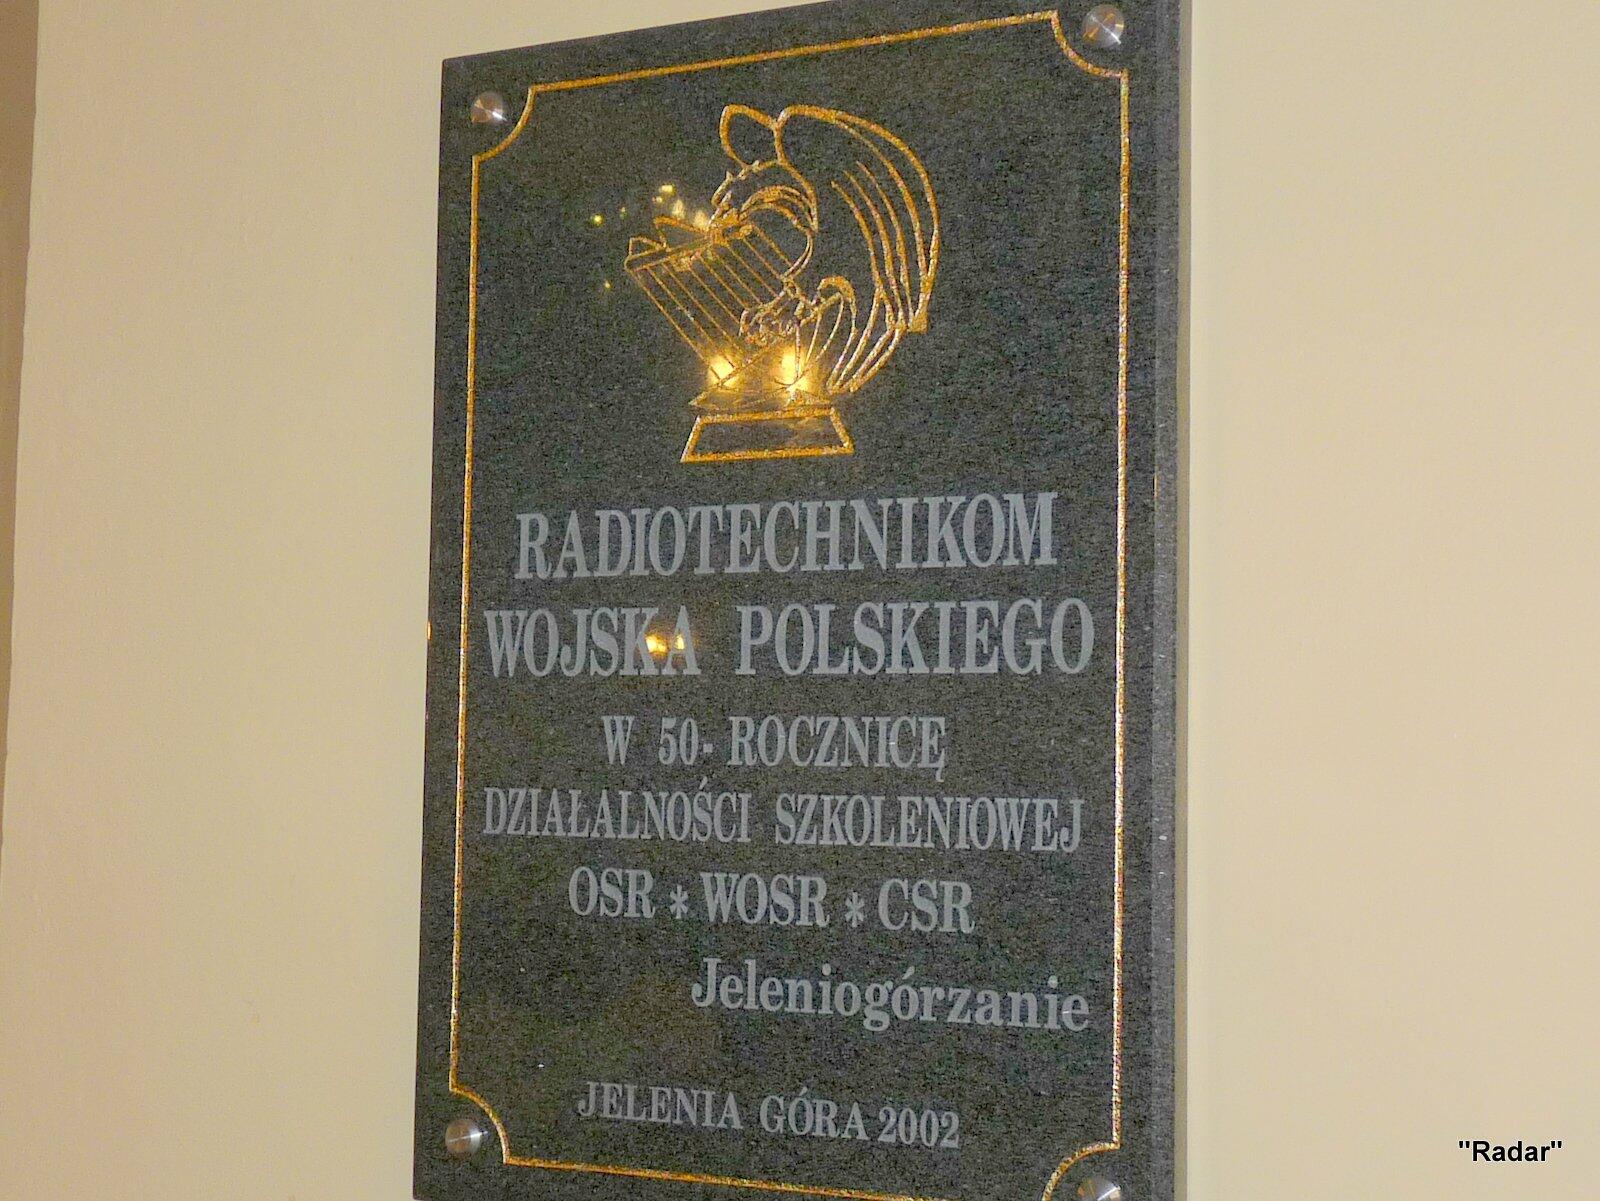 RADIOTECHNIKOM
WOJSKA POLSKIEGO
W 50- ROCZNICĘ
DZIAŁALNOŚCI SZKOLENIOWEJ
OSR * WOSR * CSR
Jeleniogórzanie
JELENIA GÓRA 2002
"Radar"